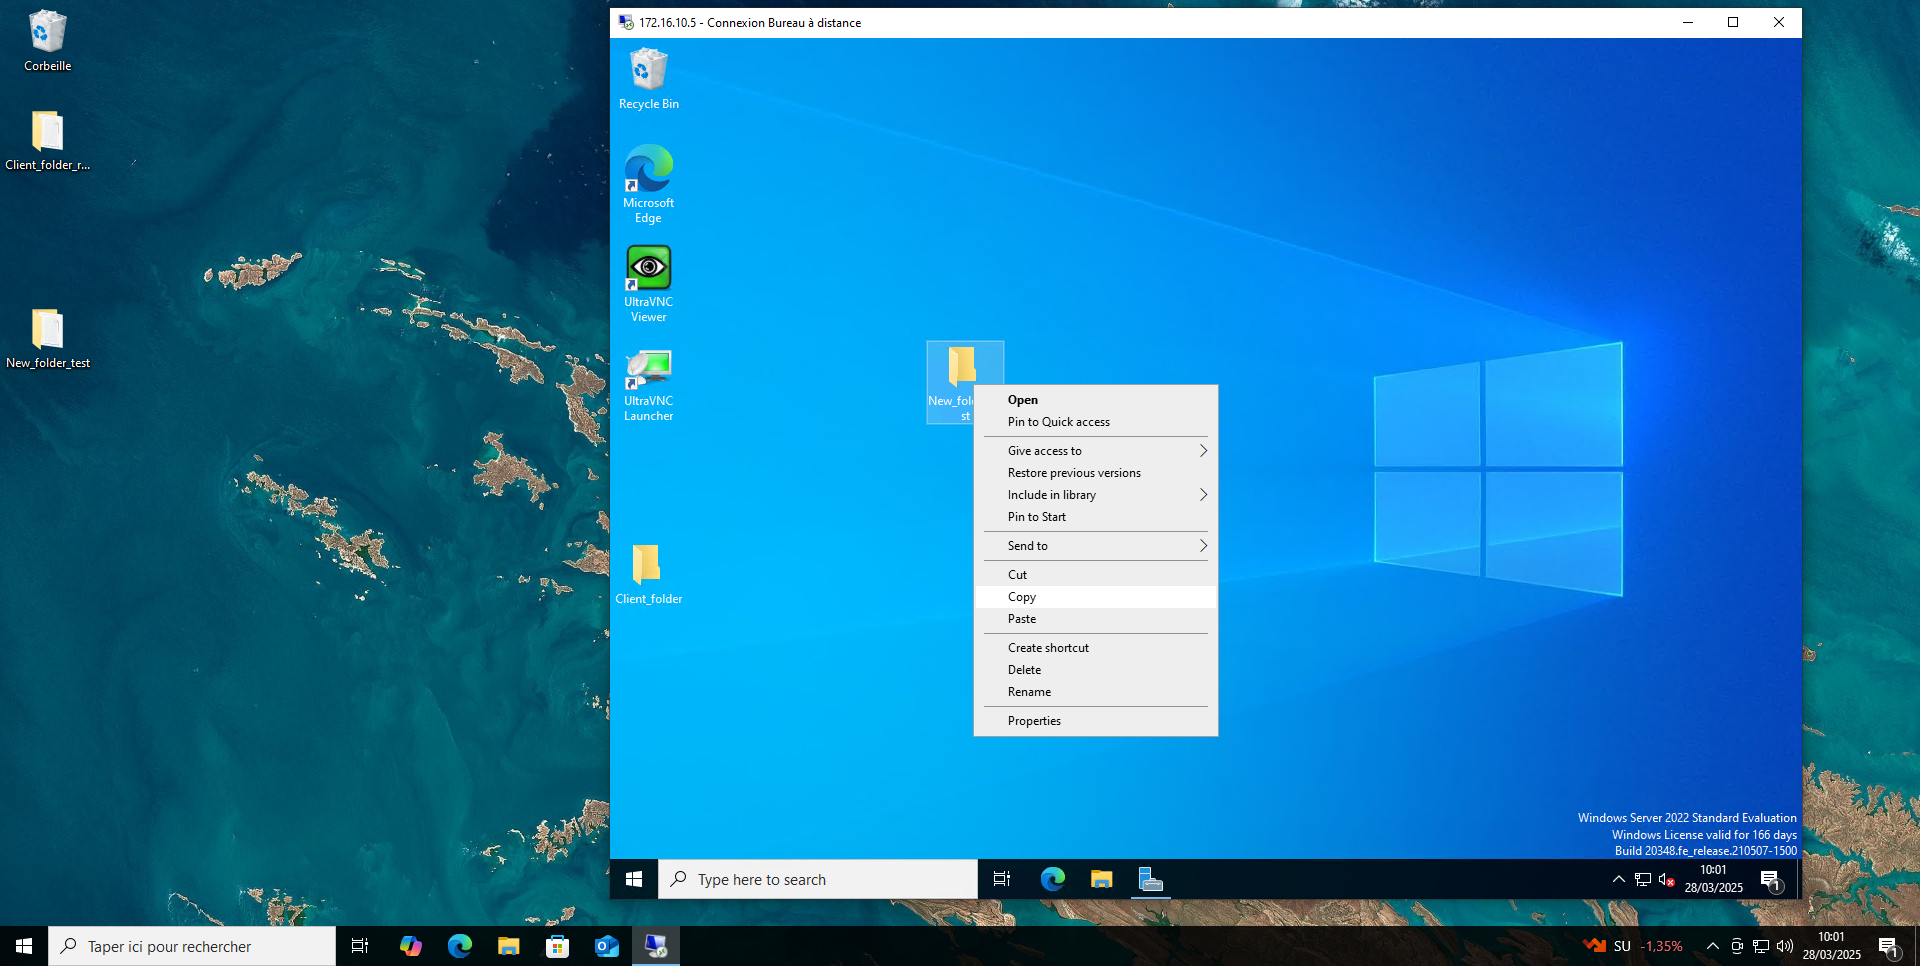 Corbeille
Client_folder_r...
New_folder_test
172.16.10.5 - Connexion Bureau à distance
Recycle Bin
Microsoft
Edge
UltraVNC
Viewer
UltraVNC
Launcher
Client_folder
New_fol
st
Open
Pin to Quick access
Give access to
Restore previous versions
Include in library
Pin to Start
Send to
Cut
Copy
Paste
Create shortcut
Delete
Rename
Properties
Windows Server 2022 Standard Evaluation
Windows License valid for 166 days
Build 20348.fe_release.210507-1500
Type here to search
10:01
28/03/2025
1
Taper ici pour rechercher
SU -1,35%
10:01
28/03/2025
1